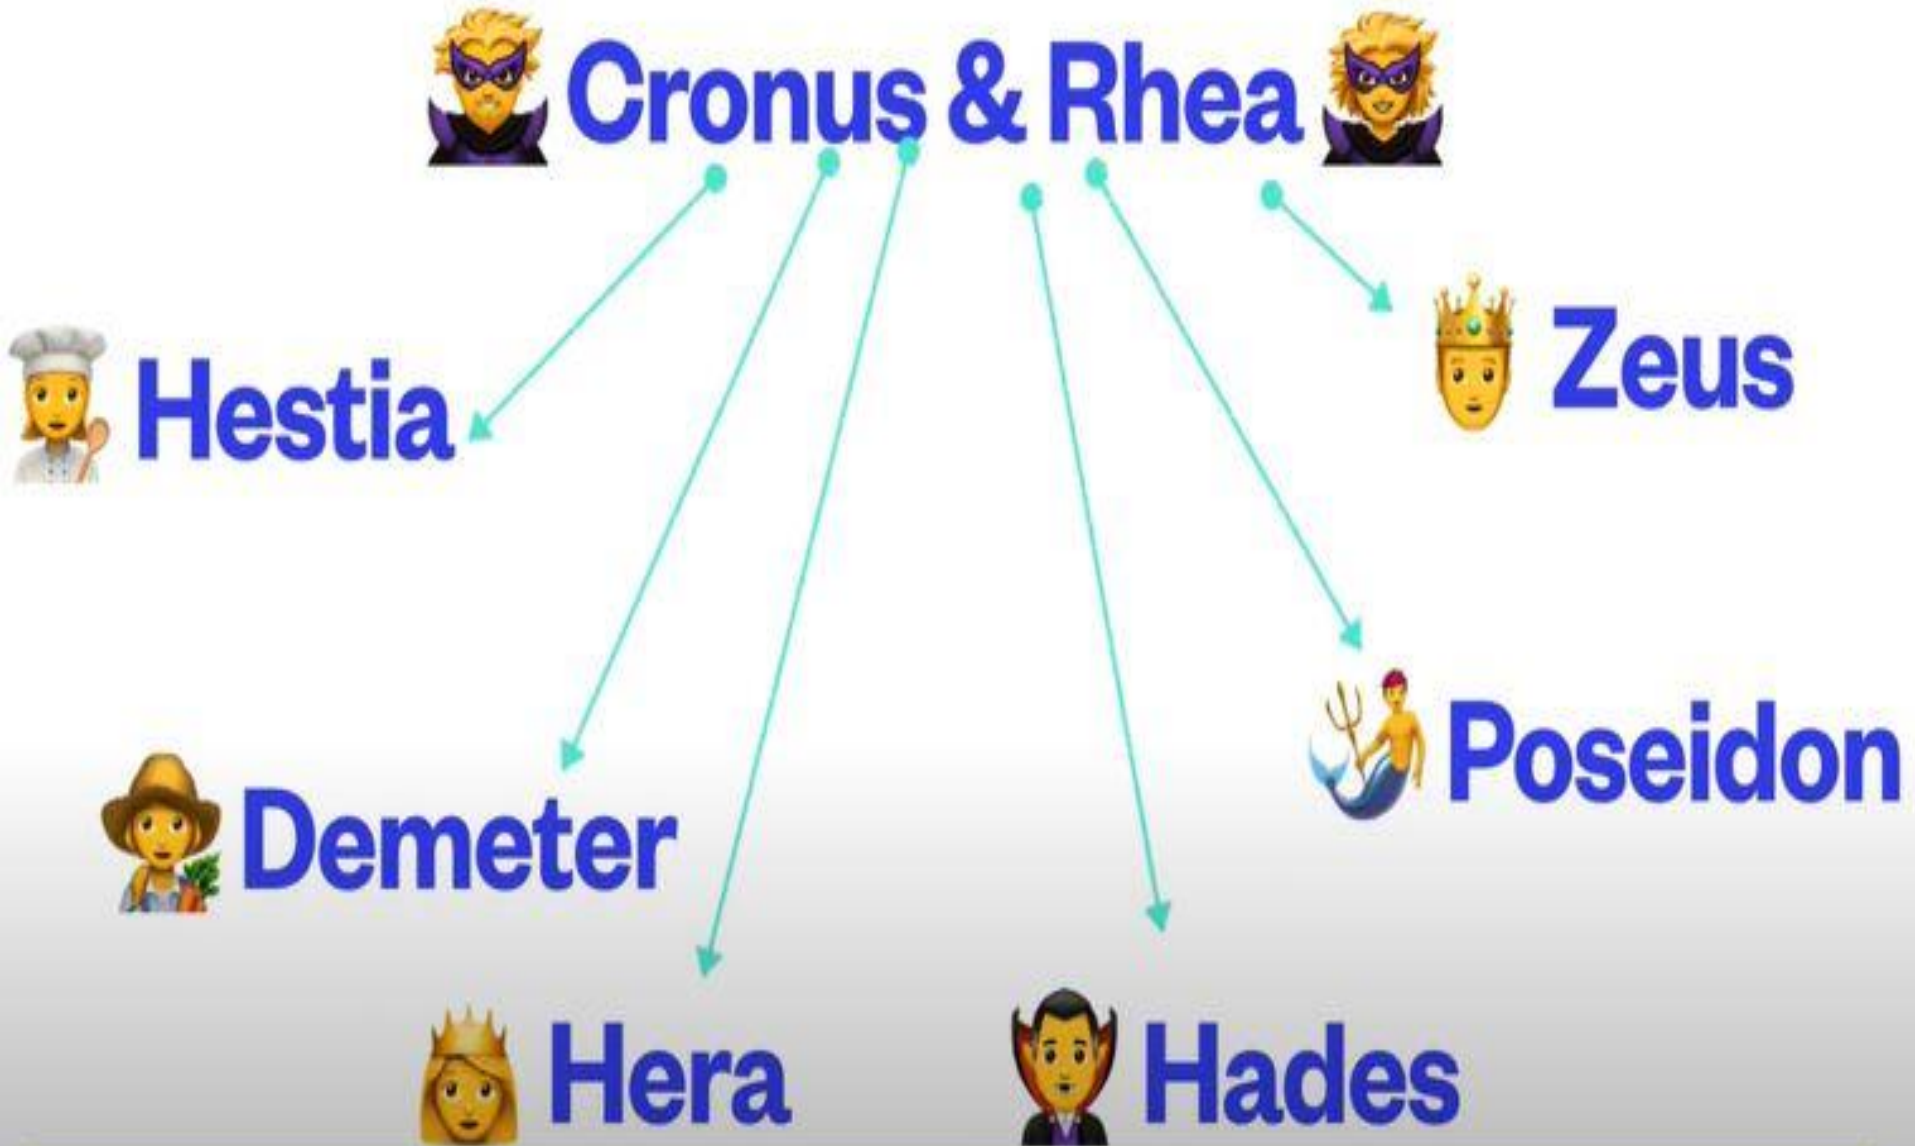 Cronus & Rhea
Hestia
Zeus
Demeter
Poseidon
Hera
Hades